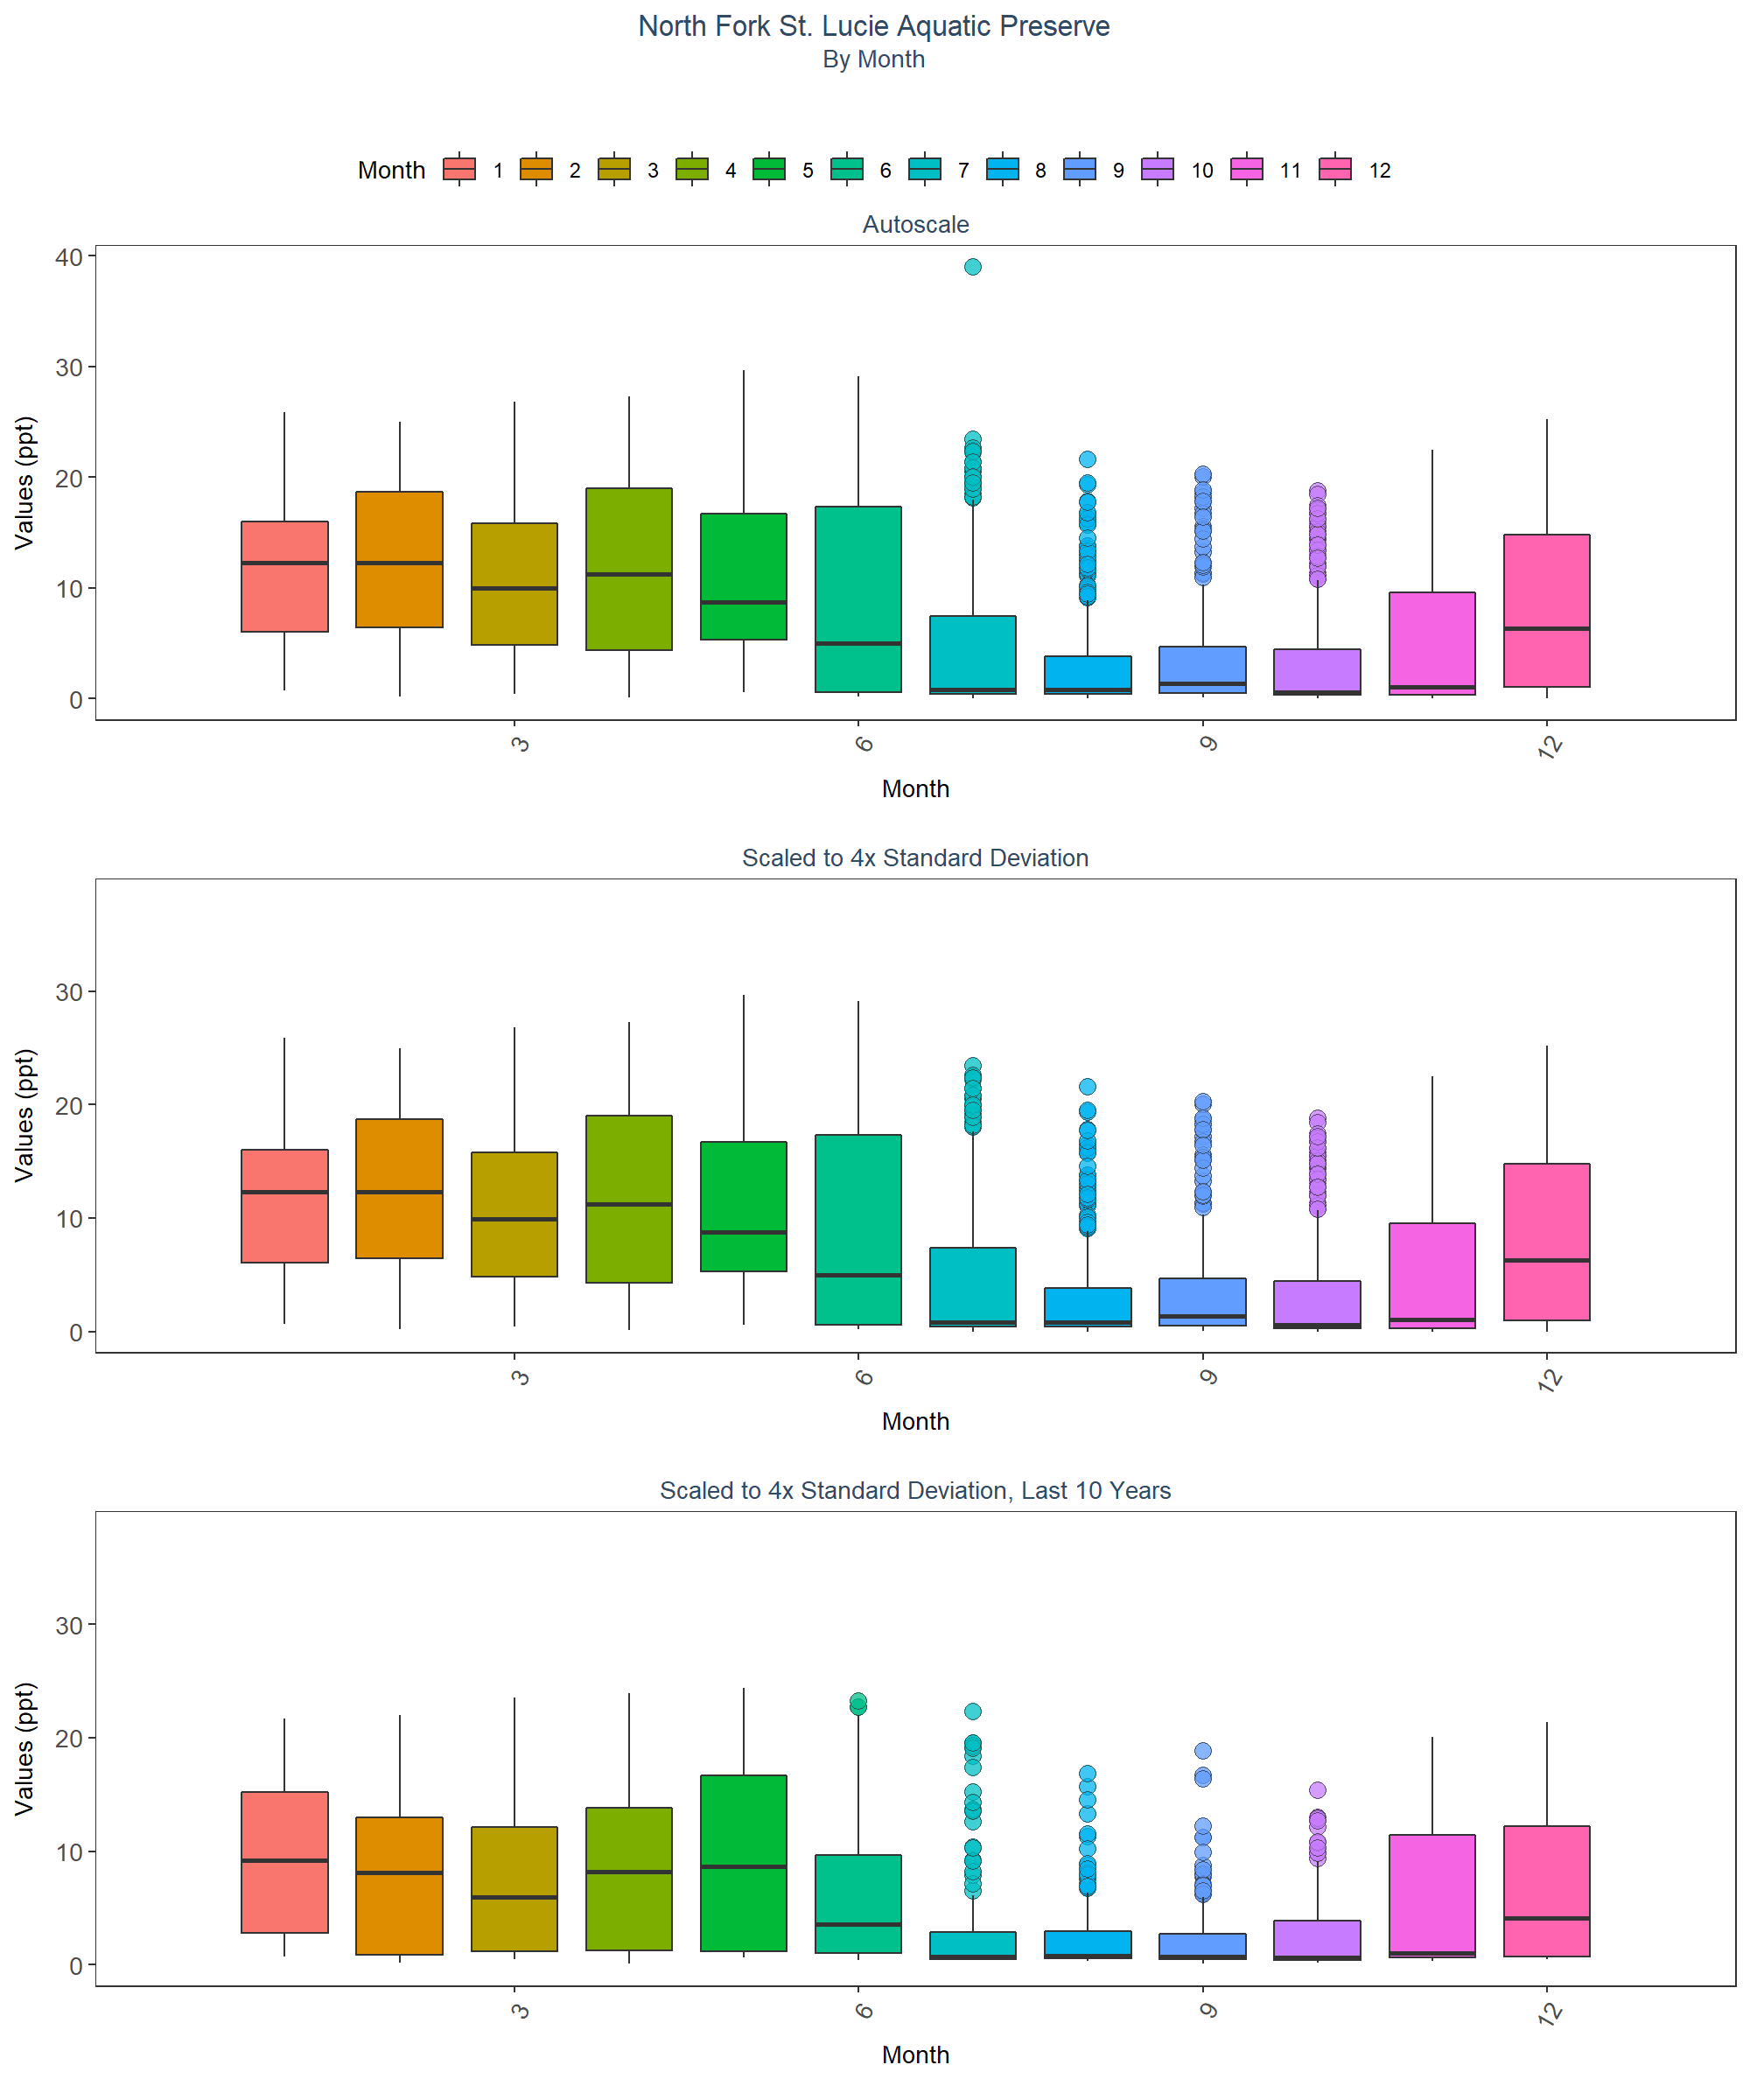 North Fork St. Lucie Aquatic Preserve
By Month
Month 1 2 3 4 5 6 7 8 9 10 11 12
Autoscale
40
30
20
10
0
Values (ppt)
3 6 9 12
Month
Scaled to 4x Standard Deviation
30
20
10
0
Values (ppt)
3 6 9 12
Month
Scaled to 4x Standard Deviation, Last 10 Years
30
20
10
0
Values (ppt)
3 6 9 12
Month